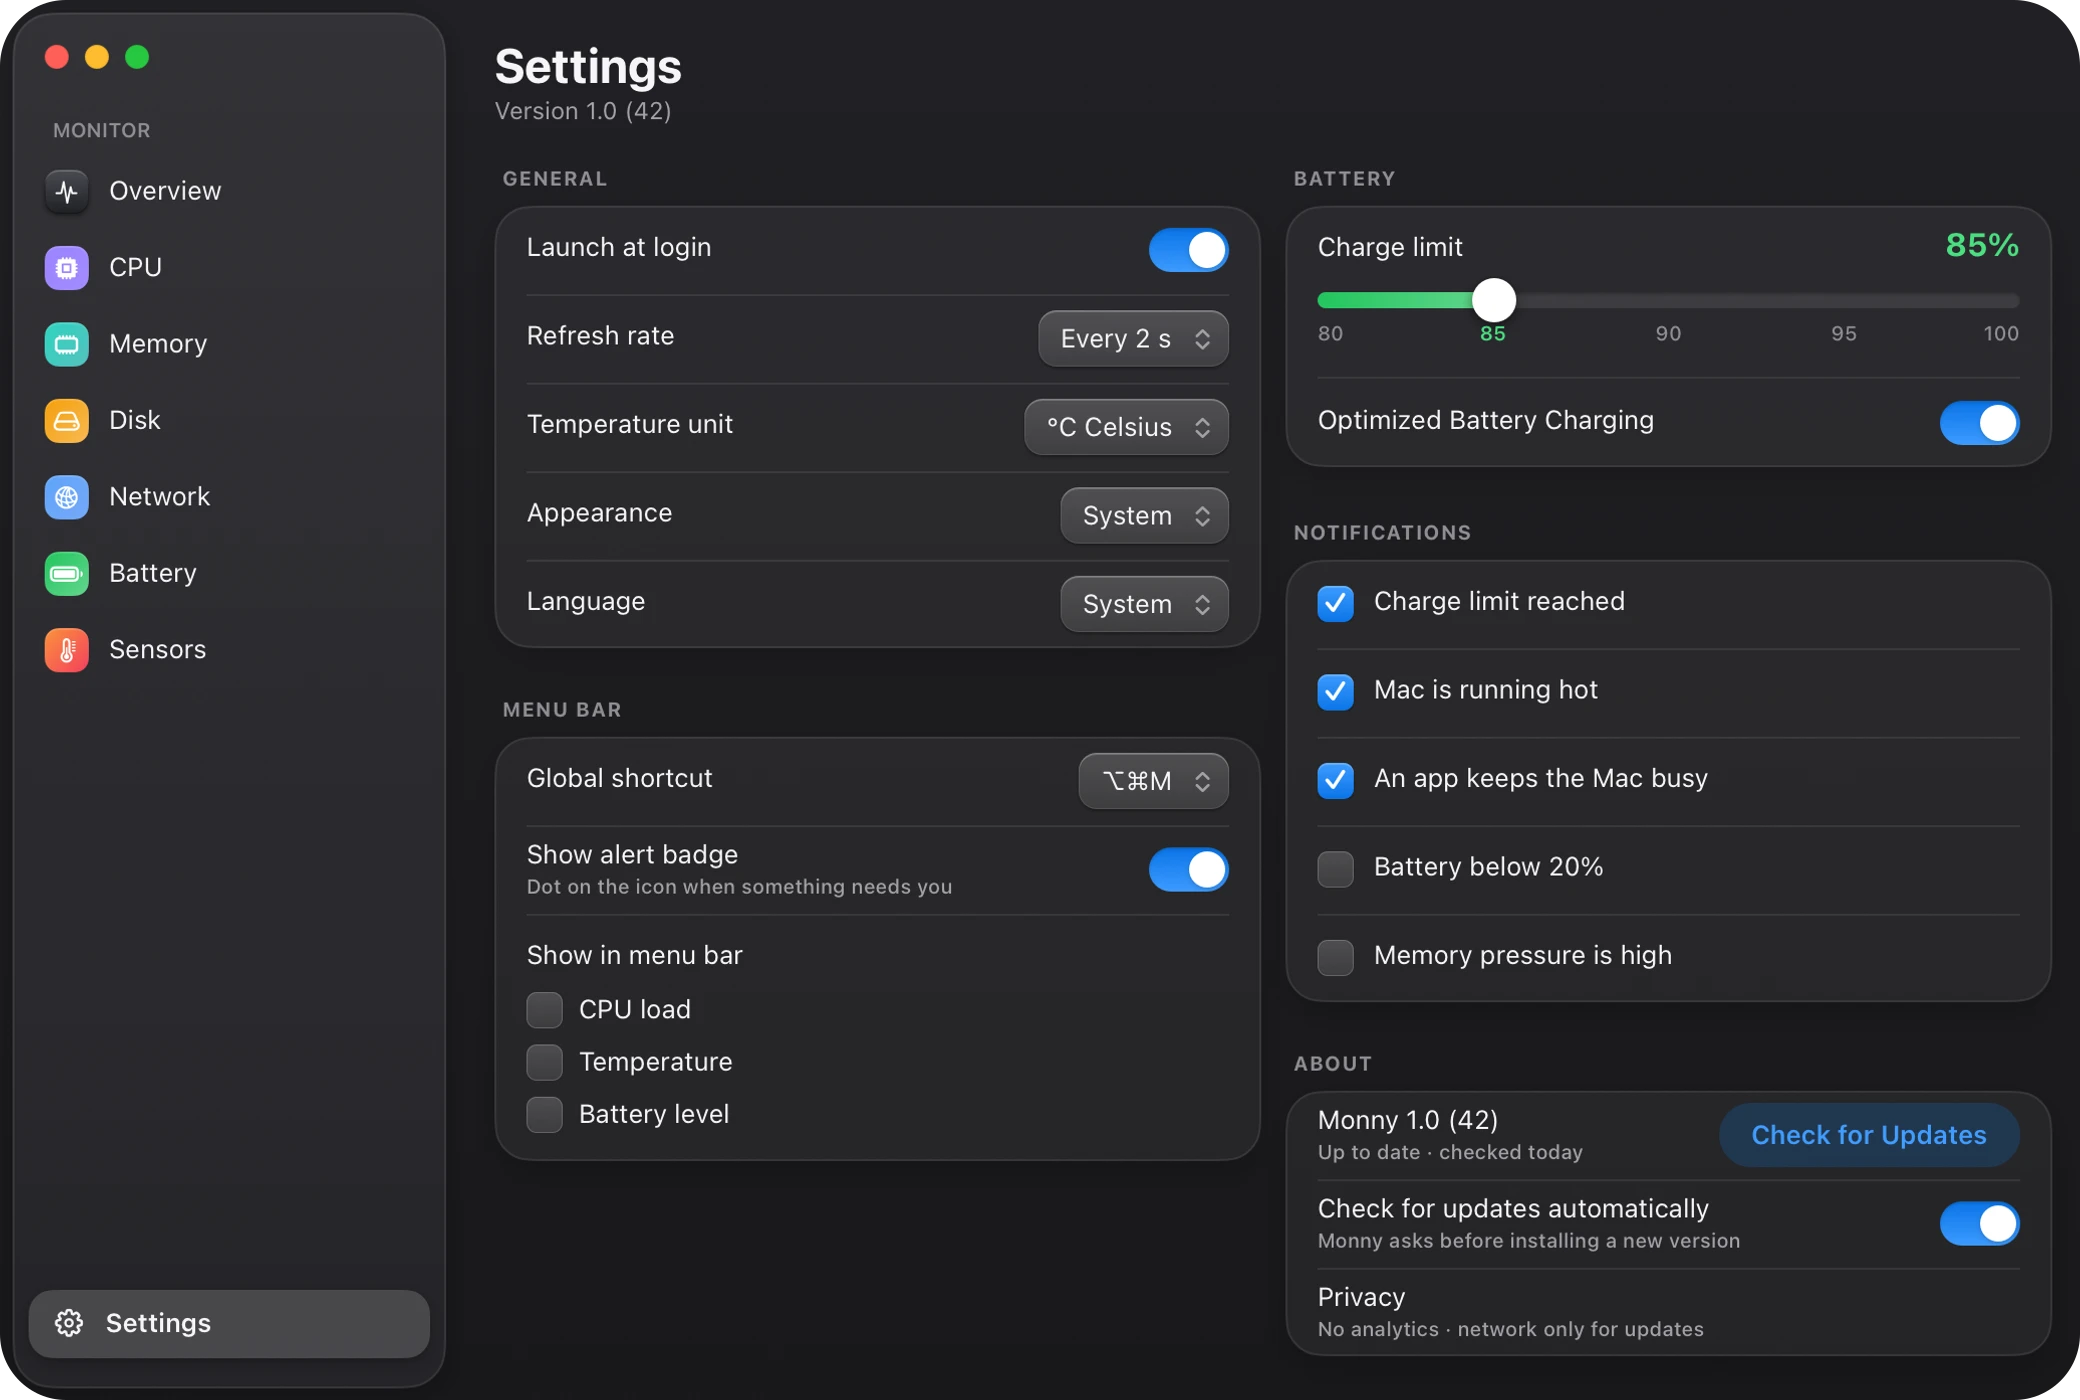 MONITOR
Overview
CPU
Memory
Disk
Network
Battery
Sensors
Settings
Settings
Version 1.0 (42)
GENERAL
Launch at login
Refresh rate
Every 2 s
Temperature unit
°C Celsius
Appearance
System
Language
System
MENU BAR
Global shortcut
⌥⌘M
Show alert badge
Dot on the icon when something needs you
Show in menu bar
CPU load
Temperature
Battery level
BATTERY
Charge limit
85%
80 85 90 95 100
Optimized Battery Charging
NOTIFICATIONS
Charge limit reached
Mac is running hot
An app keeps the Mac busy
Battery below 20%
Memory pressure is high
ABOUT
Monny 1.0 (42)
Up to date · checked today
Check for Updates
Check for updates automatically
Monny asks before installing a new version
Privacy
No analytics · network only for updates